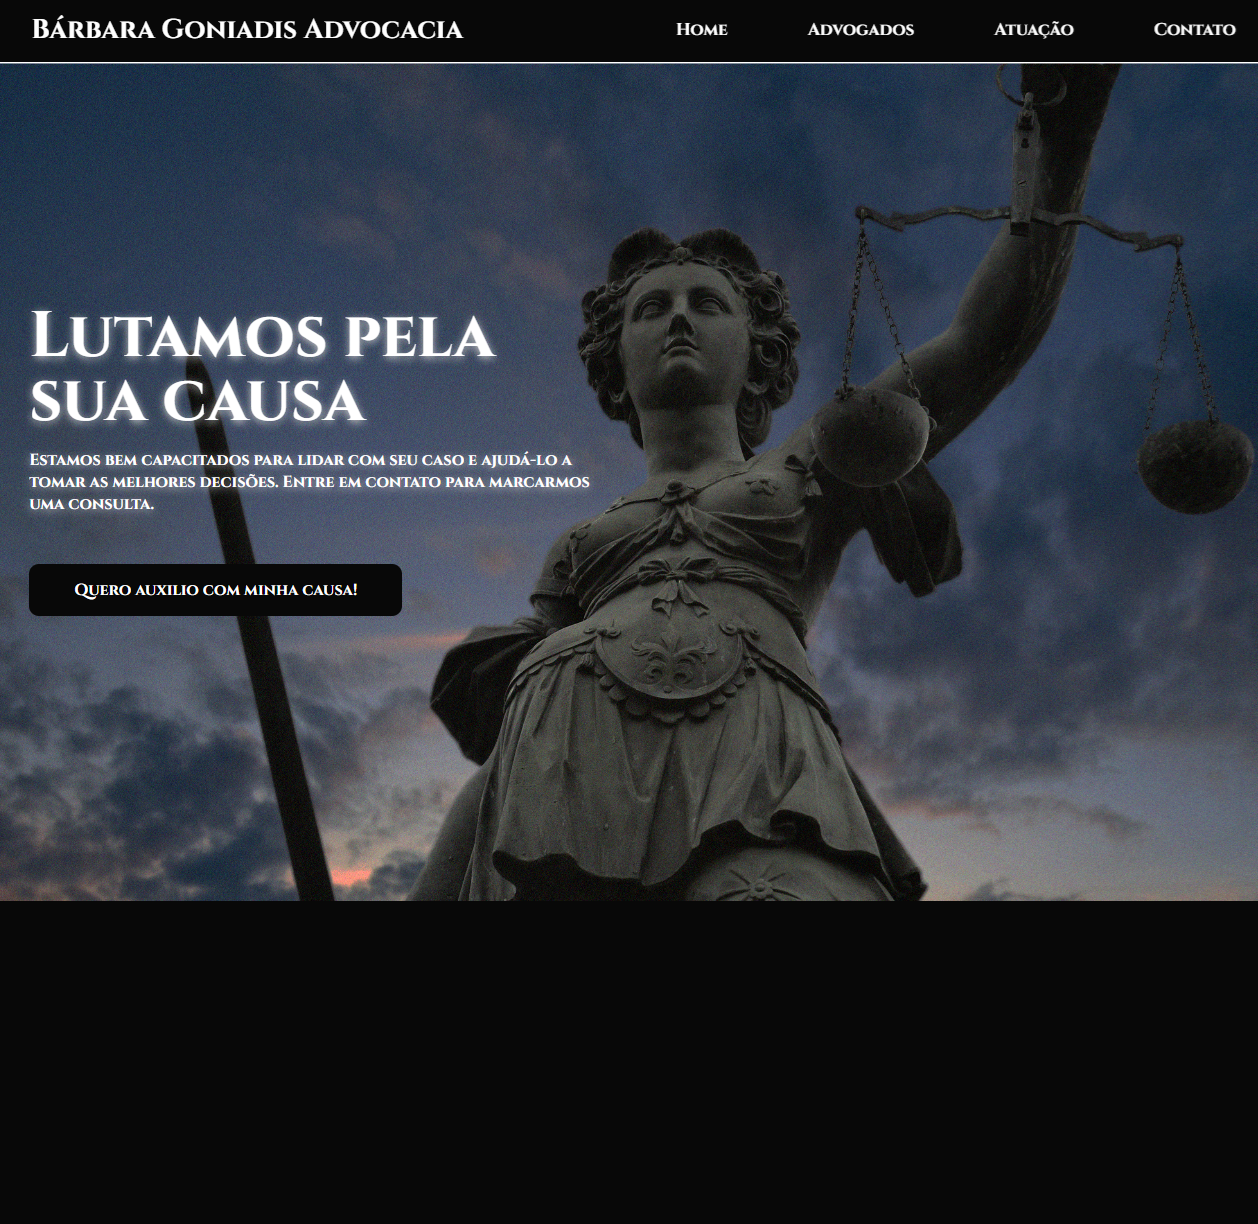 Bárbara Goniadis Advocacia
Home
Advogados
Atuação
Contato
Lutamos pela
sua causa
Estamos bem capacitados para lidar com seu caso e ajudá-lo a
tomar as melhores decisões. Entre em contato para marcarmos
uma consulta.
Quero auxilio com minha causa!